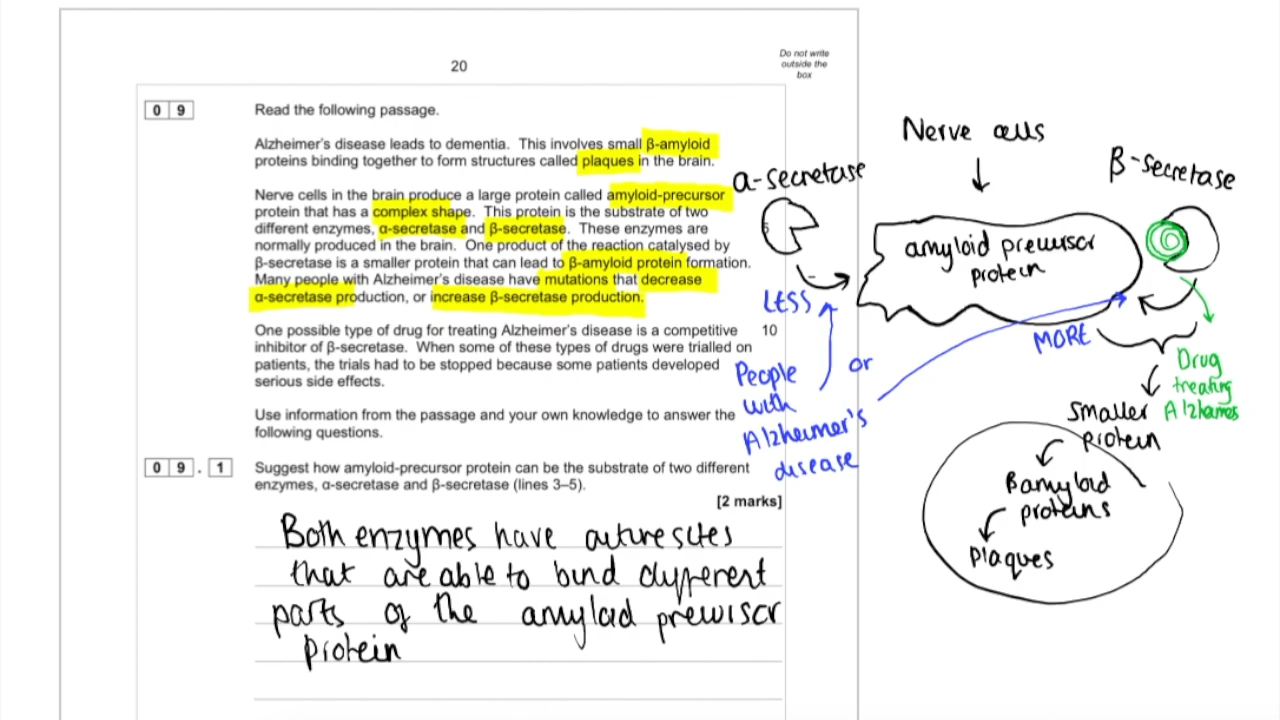 20
Do not write
outside the
box
0 9
Read the following passage.
Alzheimer's disease leads to dementia. This involves small β-amyloid
proteins binding together to form structures called plaques in the brain.
Nerve cells in the brain produce a large protein called amyloid-precursor
protein that has a complex shape. This protein is the substrate of two
different enzymes, α-secretase and β-secretase. These enzymes are
normally produced in the brain. One product of the reaction catalysed by
β-secretase is a smaller protein that can lead to β-amyloid protein formation.
Many people with Alzheimer's disease have mutations that decrease
α-secretase production, or increase β-secretase production.
One possible type of drug for treating Alzheimer's disease is a competitive
10
inhibitor of β-secretase. When some of these types of drugs were trialled on
patients, the trials had to be stopped because some patients developed
serious side effects.
Use information from the passage and your own knowledge to answer the
following questions.
0 9 . 1
Suggest how amyloid-precursor protein can be the substrate of two different
enzymes, α-secretase and β-secretase (lines 3–5).
[2 marks]
Both enzymes have active sites
that are able to bind different
parts of the amyloid precursor
protein
Nerve cells
α-secretase
β-secretase
5
amyloid precursor
protein
LESS
MORE
or
People
with
Alzheimer's
disease
Drug
treating
Alzheimes
smaller
protein
βamyloid
proteins
Plaques